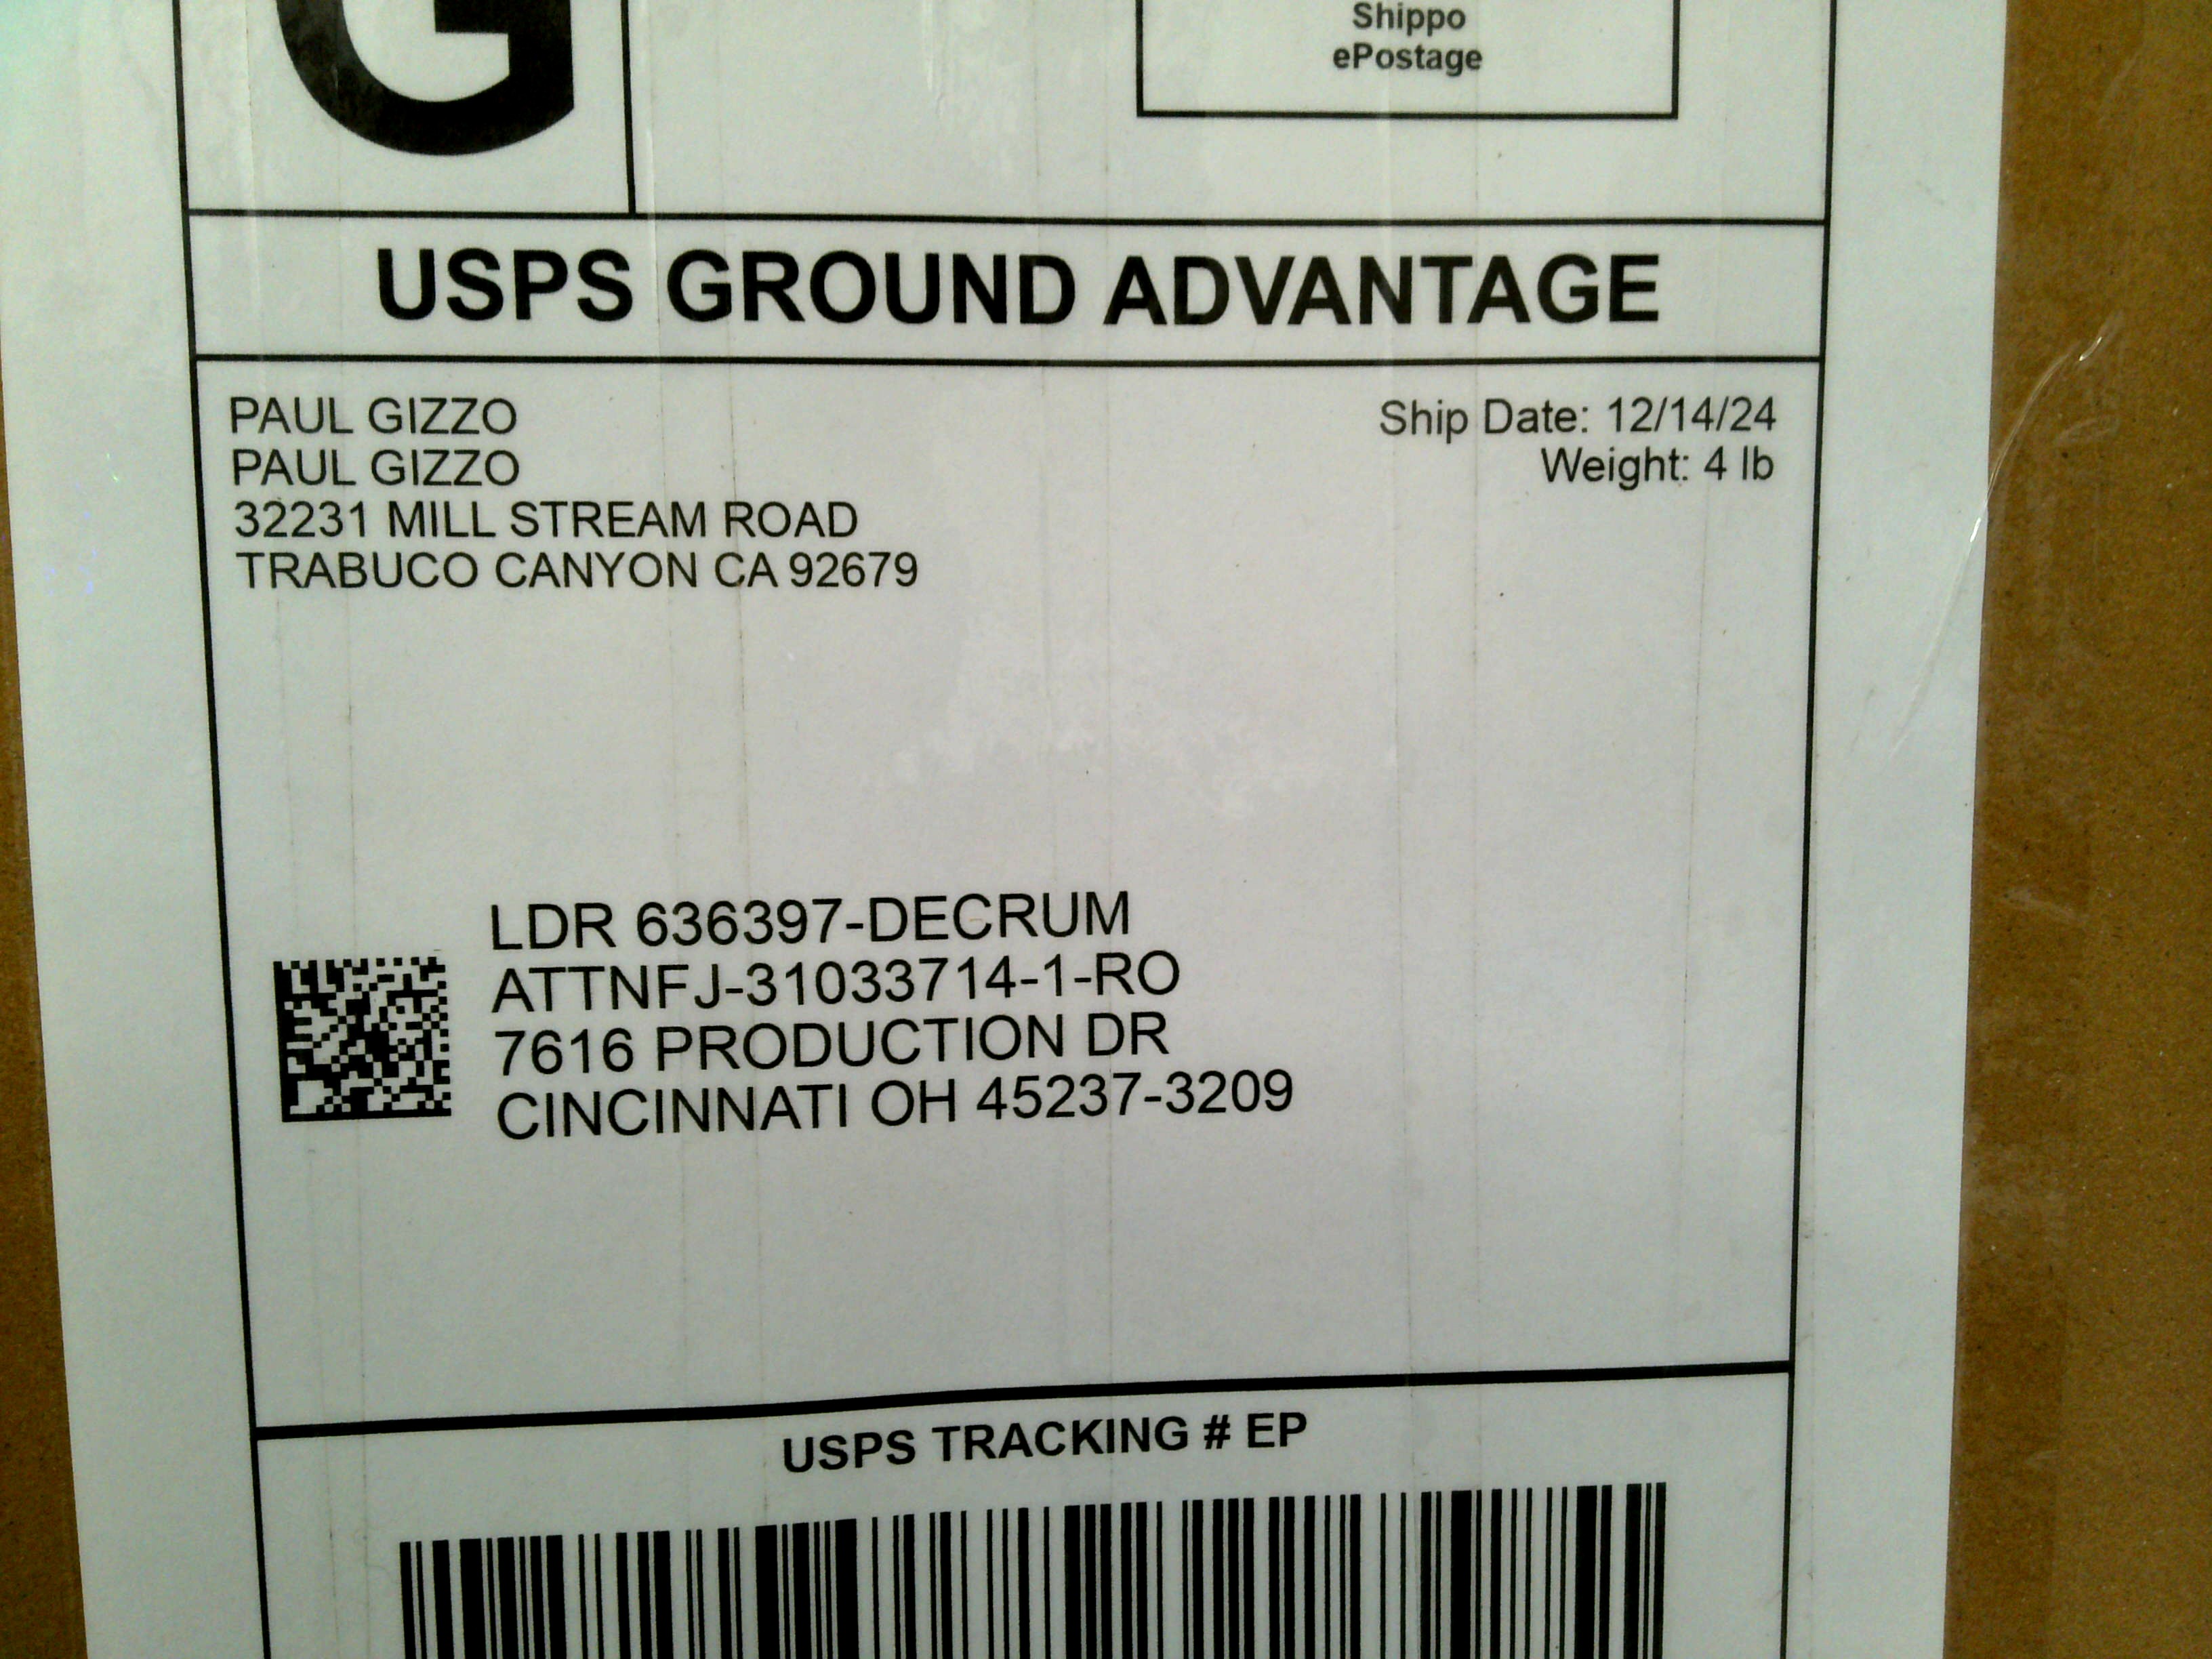 G
Shippo
ePostage
USPS GROUND ADVANTAGE
PAUL GIZZO
PAUL GIZZO
32231 MILL STREAM ROAD
TRABUCO CANYON CA 92679
Ship Date: 12/14/24
Weight: 4 lb
LDR 636397-DECRUM
ATTNFJ-31033714-1-RO
7616 PRODUCTION DR
CINCINNATI OH 45237-3209
USPS TRACKING # EP